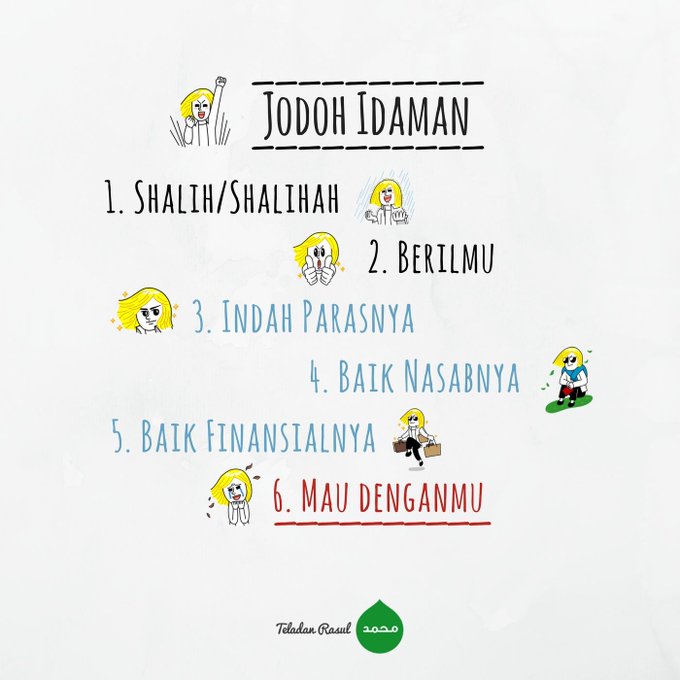 Jodoh Idaman
1. Shalih/Shalihah
2. Berilmu
3. Indah Parasnya
4. Baik Nasabnya
5. Baik Finansialnya
6. Mau denganmu
Teladan Rasul محمد